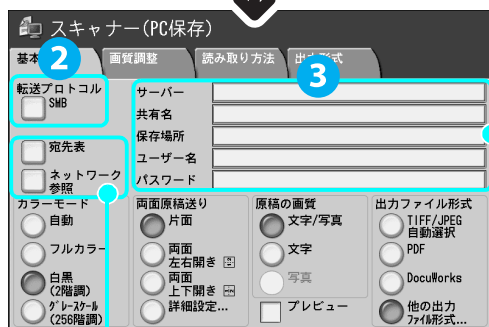 スキャナー(PC保存)
基本
2
画質調整
読み取り方法
3
転送プロトコル
SMB
宛先表
ネットワーク
参照
サーバー
共有名
保存場所
ユーザー名
パスワード
カラーモード
自動
フルカラー
白黒
(2階調)
グレースケール
(256階調)
両面原稿送り
片面
両面
左右開き
両面
上下開き
詳細設定...
原稿の画質
文字/写真
文字
写真
プレビュー
出力ファイル形式
TIFF/JPEG
自動選択
PDF
DocuWorks
他の出力
ファイル形式...